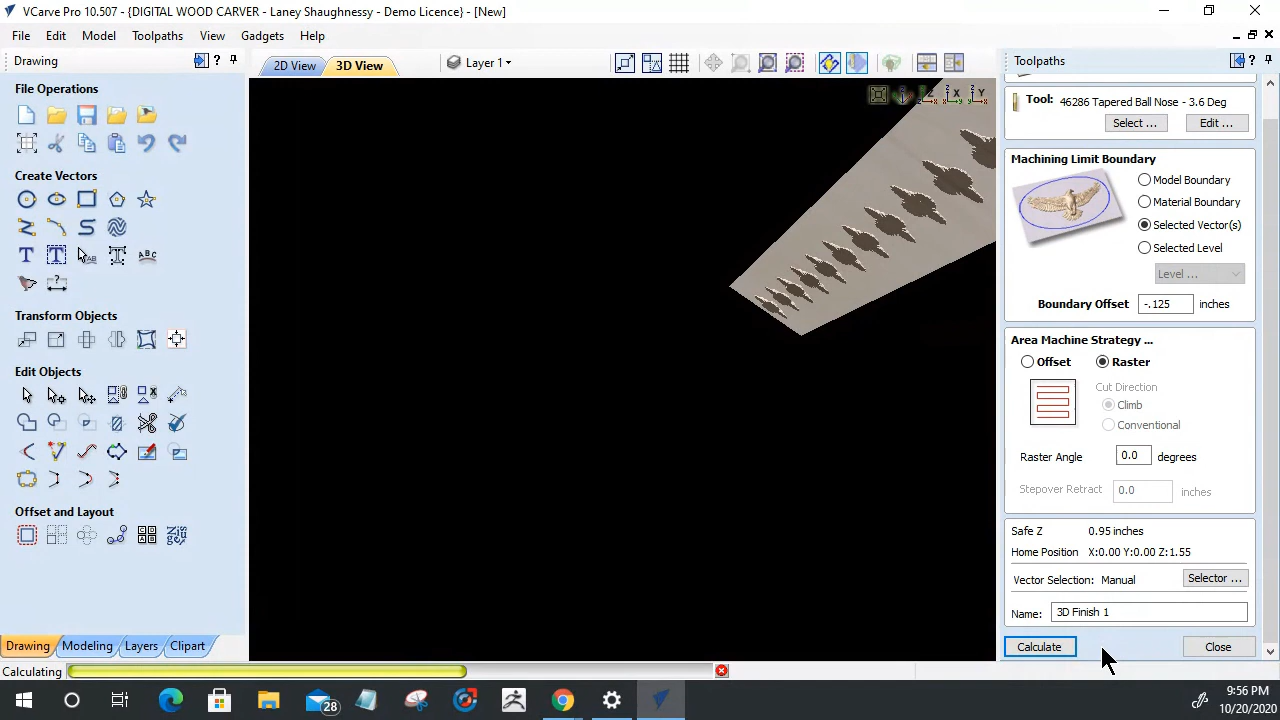 VCarve Pro 10.507 - {DIGITAL WOOD CARVER - Laney Shaughnessy - Demo Licence} - [New]
File Edit Model Toolpaths View Gadgets Help
Drawing
2D View 3D View Layer 1
Toolpaths
File Operations
Create Vectors
Transform Objects
Edit Objects
Offset and Layout
Drawing Modeling Layers Clipart
Tool: 46286 Tapered Ball Nose - 3.6 Deg
Select ... Edit ...
Machining Limit Boundary
Model Boundary
Material Boundary
Selected Vector(s)
Selected Level
Level ...
Boundary Offset -.125 inches
Area Machine Strategy ...
Offset Raster
Cut Direction
Climb
Conventional
Raster Angle 0.0 degrees
Stepover Retract 0.0 inches
Safe Z 0.95 inches
Home Position X:0.00 Y:0.00 Z:1.55
Vector Selection: Manual Selector ...
Name: 3D Finish 1
Calculate Close
Calculating
28
9:56 PM
10/20/2020